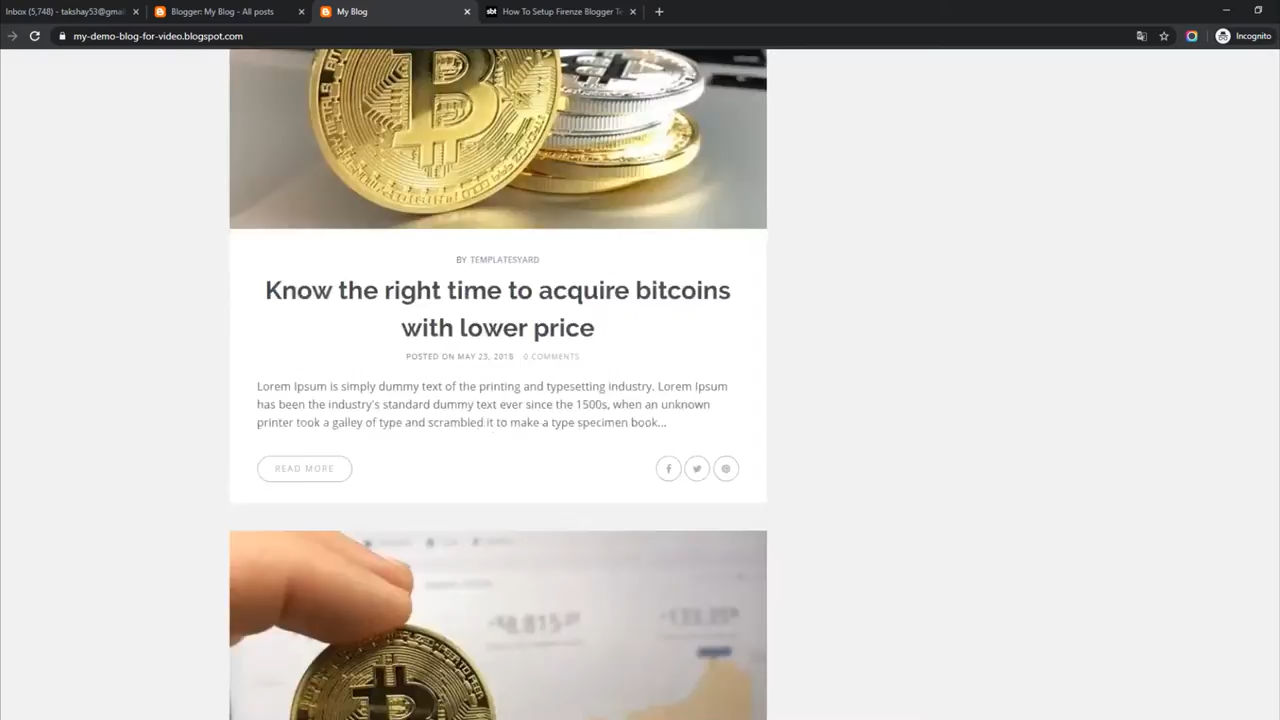 Inbox (5,748) - takshay53@gmai
Blogger: My Blog - All posts
My Blog
sbt
How To Setup Firenze Blogger Te
my-demo-blog-for-video.blogspot.com
Incognito
BY TEMPLATESYARD
Know the right time to acquire bitcoins
with lower price
POSTED ON MAY 23, 2015 0 COMMENTS
Lorem Ipsum is simply dummy text of the printing and typesetting industry. Lorem Ipsum
has been the industry's standard dummy text ever since the 1500s, when an unknown
printer took a galley of type and scrambled it to make a type specimen book...
READ MORE